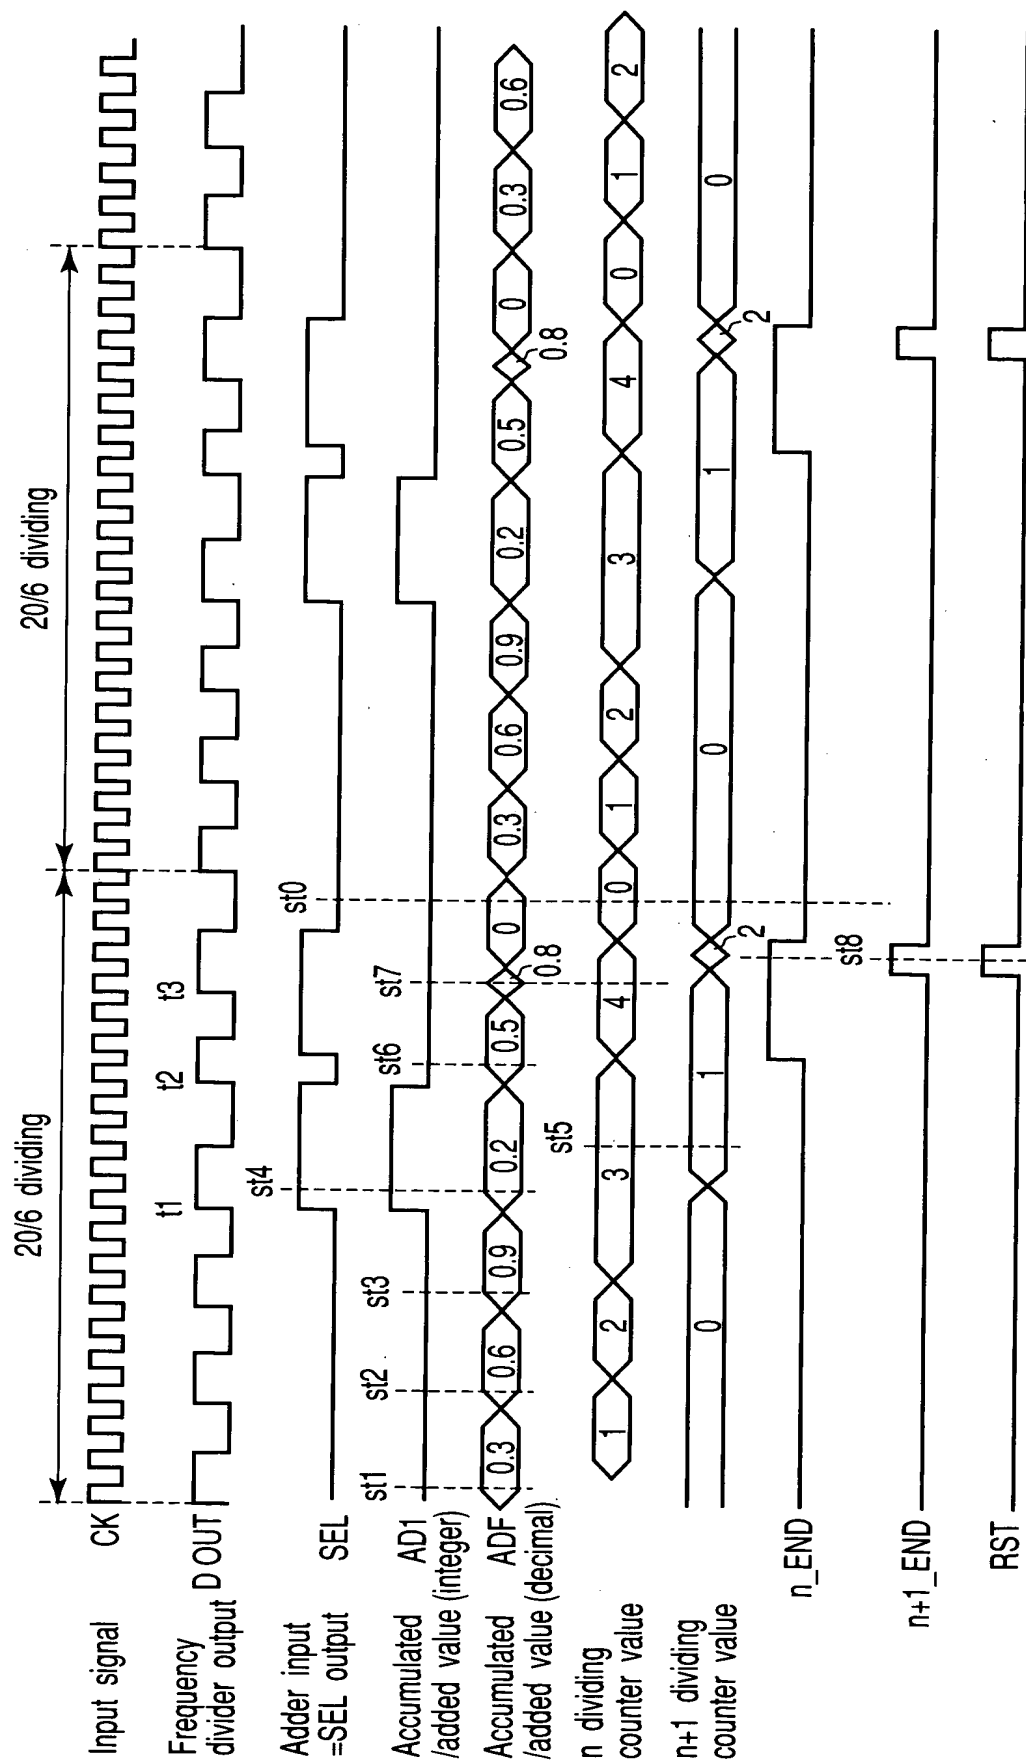 20/6 dividing
20/6 dividing
Input signal
CK
Frequency
divider output
D OUT
t1
t2
t3
Adder input
=SEL output
SEL
st4
st0
Accumulated
/added value (integer)
AD1
st1
st2
st3
st6
st7
Accumulated
/added value (decimal)
ADF
0.3
0.6
0.9
0.2
0.5
0.8
0
0.3
0.6
0.9
0.2
0.5
0.8
0
0.3
0.6
n dividing
counter value
1
2
3
4
0
1
2
3
4
0
1
2
st5
n+1 dividing
counter value
0
1
2
0
1
2
0
n_END
st8
n+1_END
RST